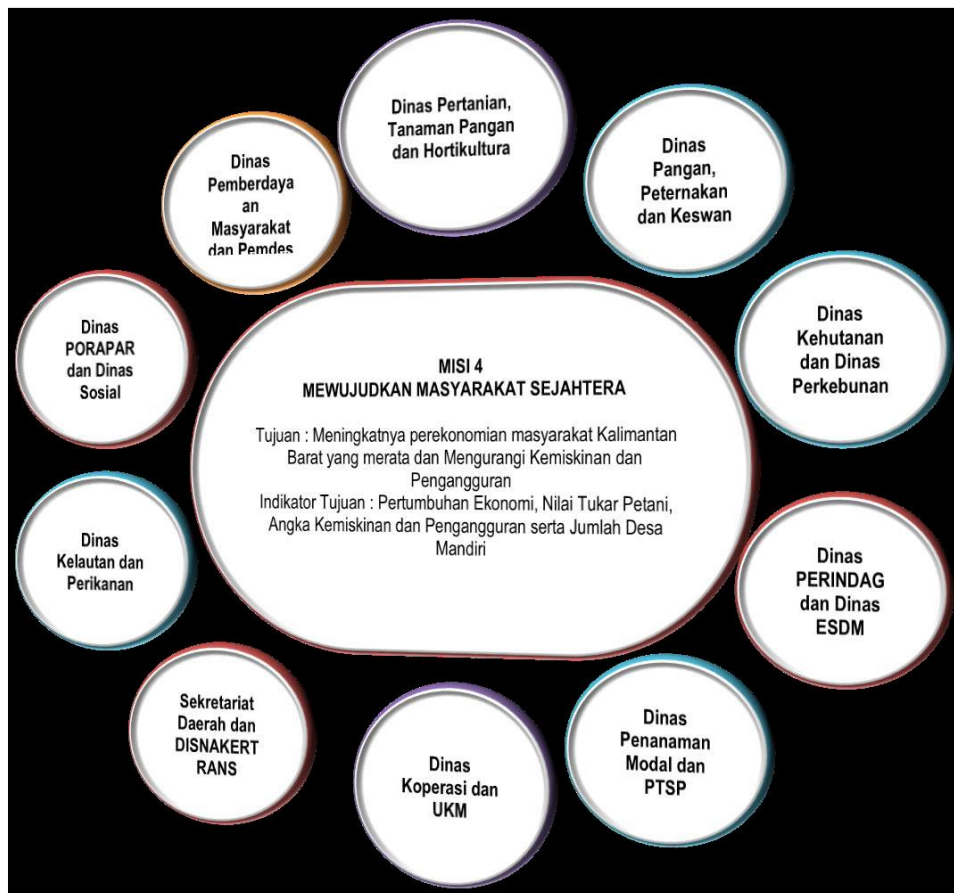 Dinas Pertanian,
Tanaman Pangan
dan Hortikultura
Dinas
Pangan,
Peternakan
dan Keswan
Dinas
Kehutanan
dan Dinas
Perkebunan
Dinas
PERINDAG
dan Dinas
ESDM
Dinas
Penanaman
Modal dan
PTSP
Dinas
Koperasi dan
UKM
Sekretariat
Daerah dan
DISNAKERT
RANS
Dinas
Kelautan dan
Perikanan
Dinas
PORAPAR
dan Dinas
Sosial
Dinas
Pemberdaya
an
Masyarakat
dan Pemdes
MISI 4
MEWUJUDKAN MASYARAKAT SEJAHTERA
Tujuan : Meningkatnya perekonomian masyarakat Kalimantan
Barat yang merata dan Mengurangi Kemiskinan dan
Pengangguran
Indikator Tujuan : Pertumbuhan Ekonomi, Nilai Tukar Petani,
Angka Kemiskinan dan Pengangguran serta Jumlah Desa
Mandiri